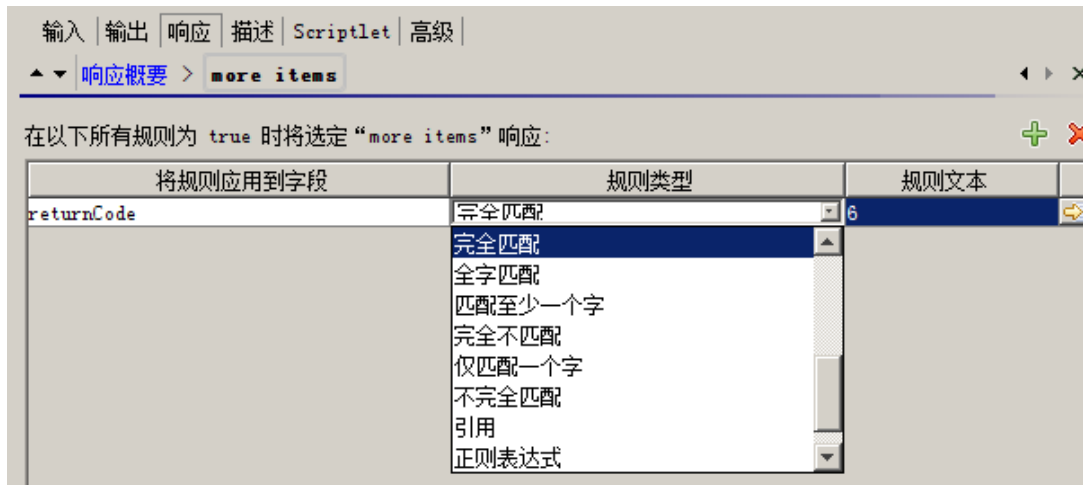 输入 输出 响应 描述 Scriptlet 高级
响应概要 > more items
在以下所有规则为 true 时将选定“more items”响应:
将规则应用到字段 规则类型 规则文本
returnCode 完全匹配 6
完全匹配
全字匹配
匹配至少一个字
完全不匹配
仅匹配一个字
不完全匹配
引用
正则表达式